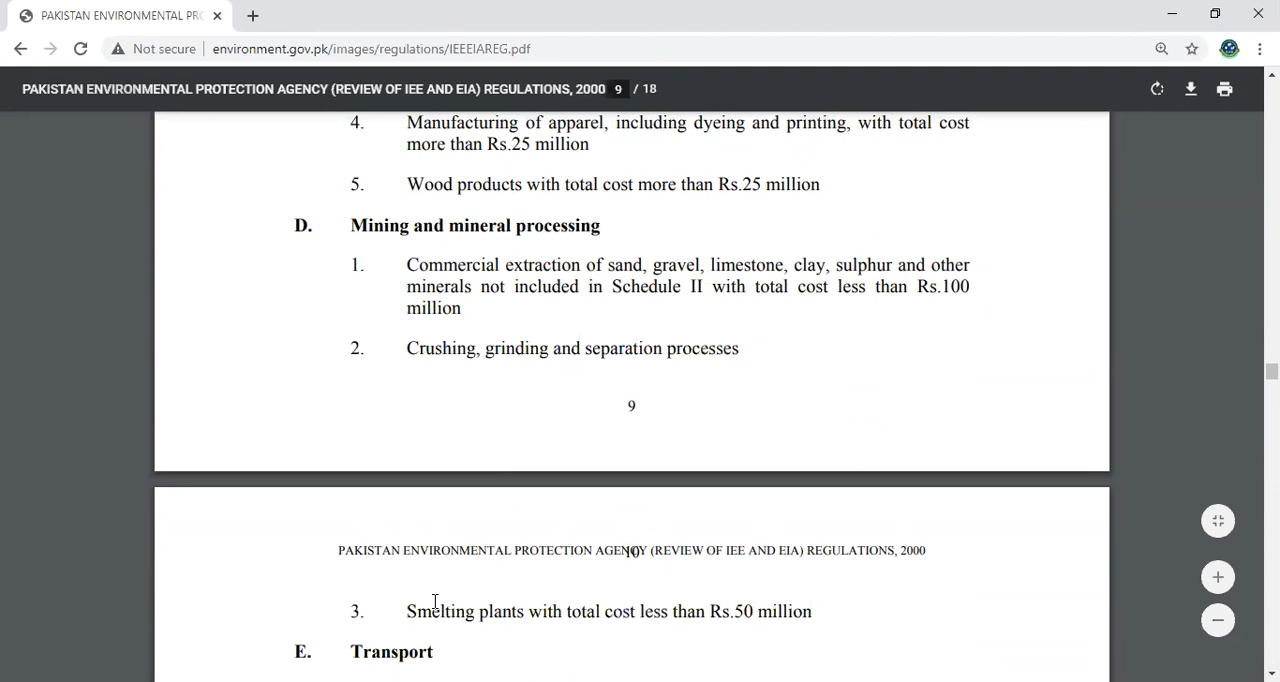 PAKISTAN ENVIRONMENTAL PRO
Not secure environment.gov.pk/images/regulations/IEEEIAREG.pdf
PAKISTAN ENVIRONMENTAL PROTECTION AGENCY (REVIEW OF IEE AND EIA) REGULATIONS, 2000 9 / 18
4. Manufacturing of apparel, including dyeing and printing, with total cost
more than Rs.25 million
5. Wood products with total cost more than Rs.25 million
D. Mining and mineral processing
1. Commercial extraction of sand, gravel, limestone, clay, sulphur and other
minerals not included in Schedule II with total cost less than Rs.100
million
2. Crushing, grinding and separation processes
9
PAKISTAN ENVIRONMENTAL PROTECTION AGENCY (REVIEW OF IEE AND EIA) REGULATIONS, 2000
10
3. Smelting plants with total cost less than Rs.50 million
E. Transport